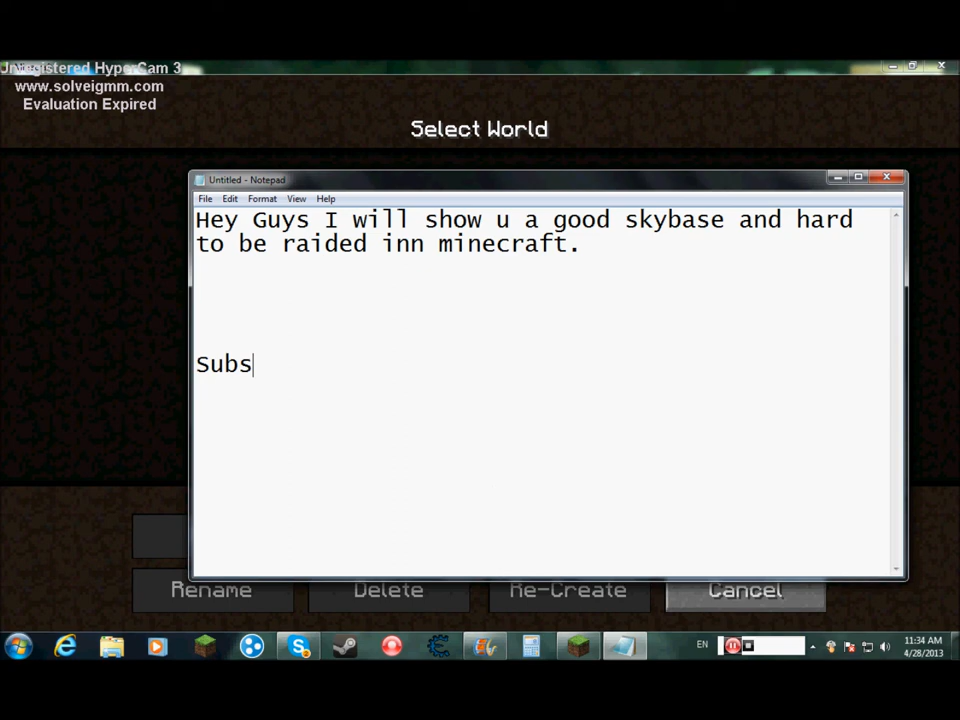 Unregistered HyperCam 3
www.solveigmm.com
Evaluation Expired
Select World
Untitled - Notepad
File Edit Format View Help
Hey Guys I will show u a good skybase and hard
to be raided inn minecraft.
Subs
Rename Delete Re-Create Cancel
EN
11:34 AM
4/28/2013